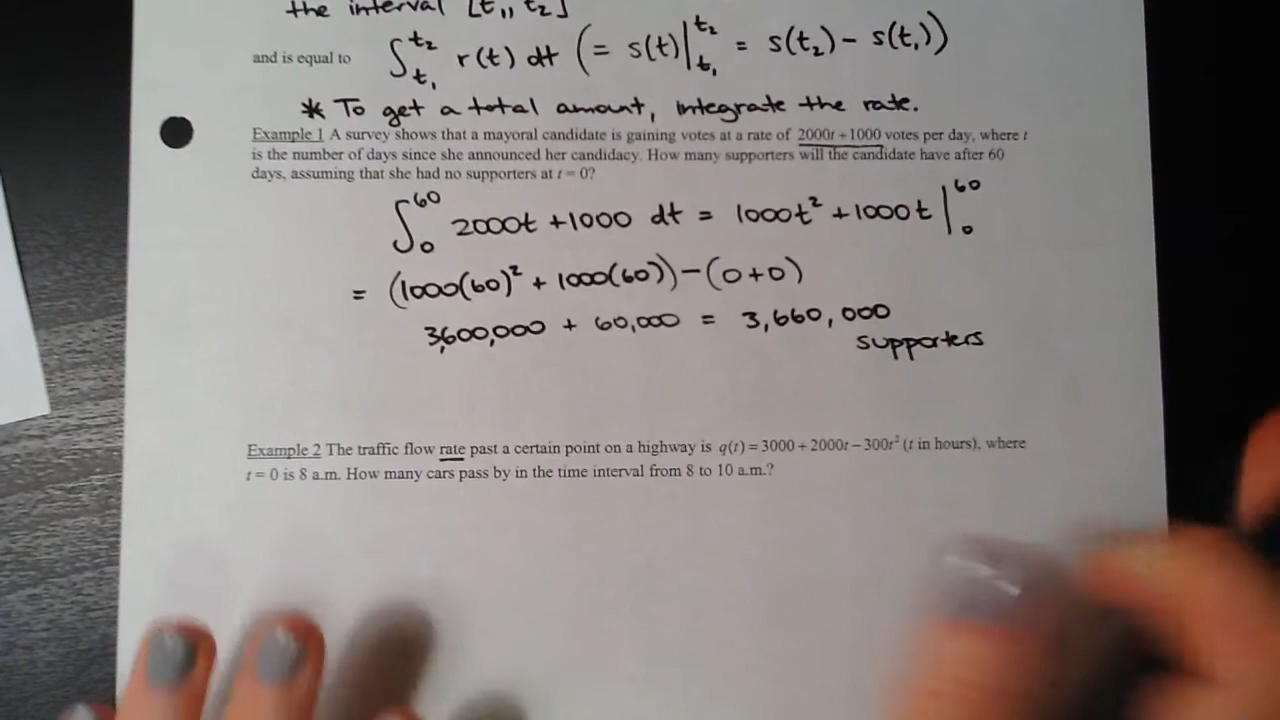 the interval [t₁, t₂]
and is equal to ∫_{t₁}^{t₂} r(t) dt (= s(t)|_{t₁}^{t₂} = s(t₂) - s(t₁))
* To get a total amount, integrate the rate.
Example 1 A survey shows that a mayoral candidate is gaining votes at a rate of 2000t + 1000 votes per day, where t
is the number of days since she announced her candidacy. How many supporters will the candidate have after 60
days, assuming that she had no supporters at t = 0?
∫_0^{60} 2000t + 1000 dt = 1000t² + 1000t |_0^{60}
= (1000(60)² + 1000(60)) - (0+0)
3,600,000 + 60,000 = 3,660,000
supporters
Example 2 The traffic flow rate past a certain point on a highway is q(t) = 3000 + 2000t − 300t² (t in hours), where
t = 0 is 8 a.m. How many cars pass by in the time interval from 8 to 10 a.m.?